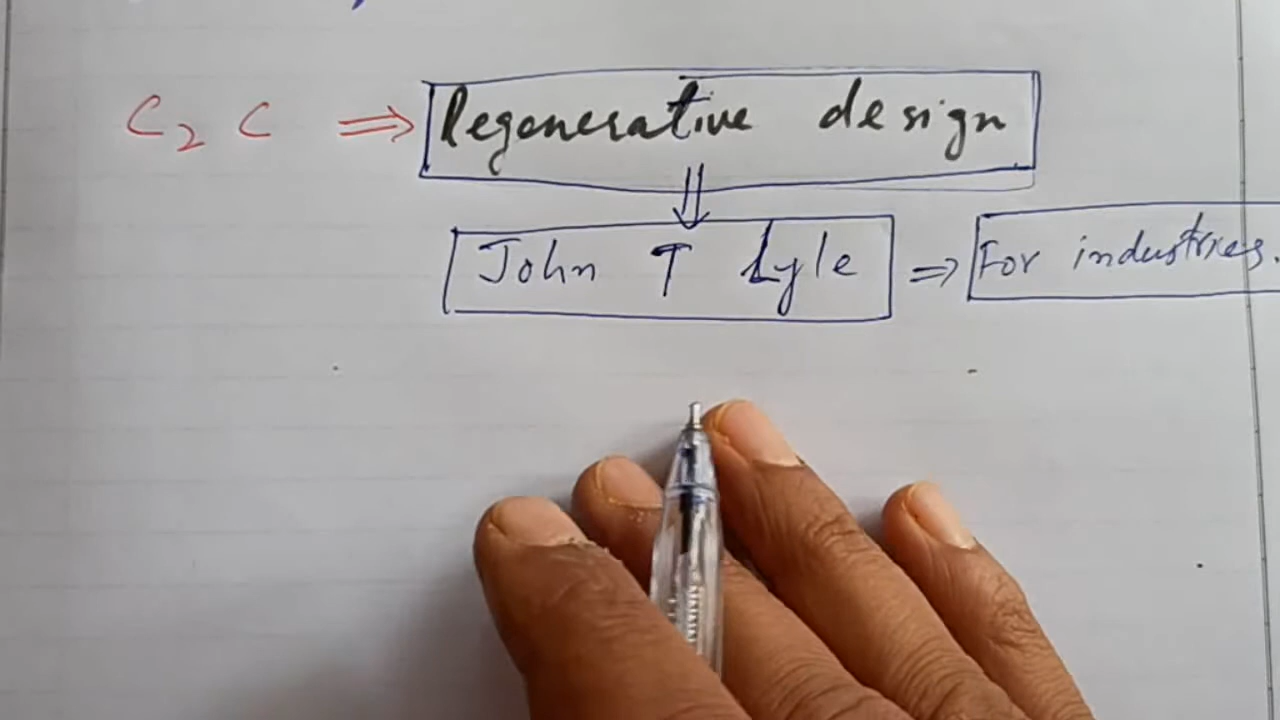 C2C ⇒ Regenerative design
⇓
John T Lyle ⇒ For industries.